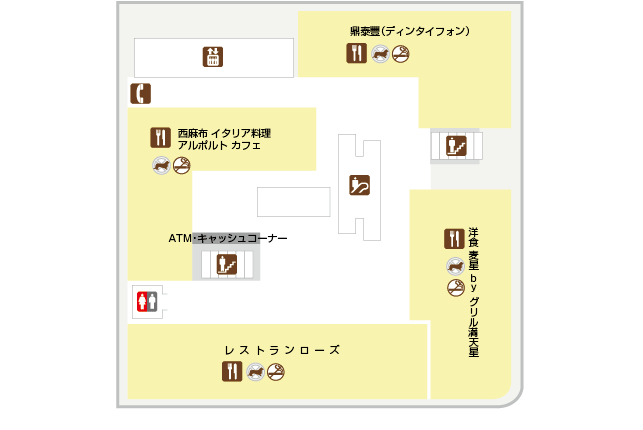 鼎泰豐(ディンタイフォン)
西麻布 イタリア料理
アルポルト カフェ
ATM・キャッシュコーナー
洋食 麦星 by グリル満天星
レストランローズ